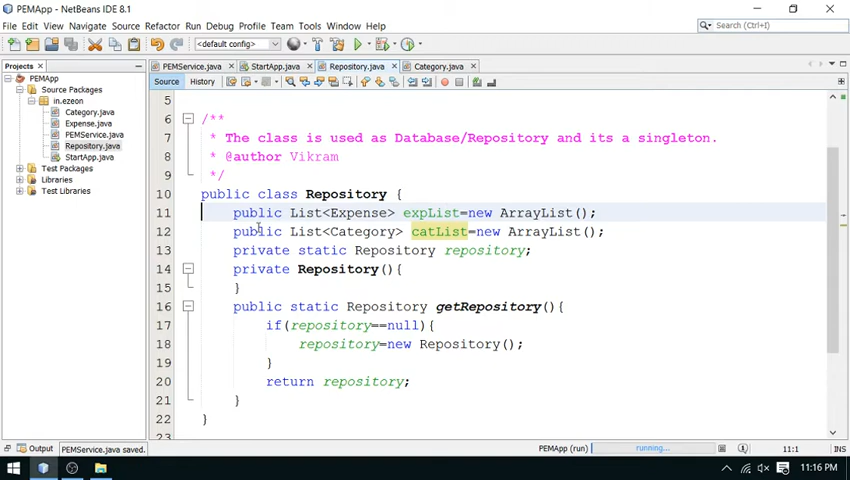 PEMApp - NetBeans IDE 8.1
File Edit View Navigate Source Refactor Run Debug Profile Team Tools Window Help
Search (Ctrl+I)
<default config>
Projects
PEMService.java StartApp.java Repository.java Category.java
PEMApp
Source Packages
in.ezeon
Category.java
Expense.java
PEMService.java
Repository.java
StartApp.java
Test Packages
Libraries
Test Libraries
Source History
5
6 /**
7 * The class is used as Database/Repository and its a singleton.
8 * @author Vikram
9 */
10 public class Repository {
11 public List<Expense> expList=new ArrayList();
12 public List<Category> catList=new ArrayList();
13 private static Repository repository;
14 private Repository(){
15 }
16 public static Repository getRepository(){
17 if(repository==null){
18 repository=new Repository();
19 }
20 return repository;
21 }
22 }
23
Output PEMService.java saved. PEMApp (run) running... 11:1
11:16 PM